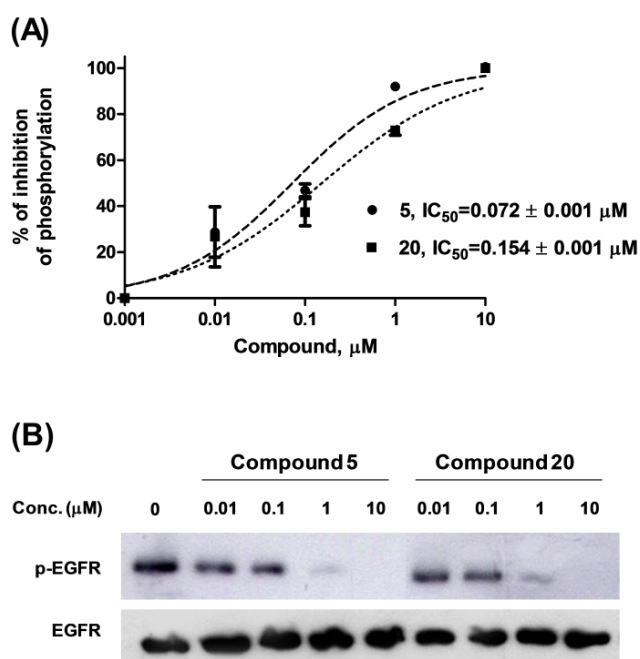 (A)
% of inhibition
of phosphorylation
100
80
60
40
20
0
5, IC50=0.072 ± 0.001 μM
20, IC50=0.154 ± 0.001 μM
0.001 0.01 0.1 1 10
Compound, μM
(B)
Compound 5 Compound 20
Conc. (μM) 0 0.01 0.1 1 10 0.01 0.1 1 10
p-EGFR
EGFR